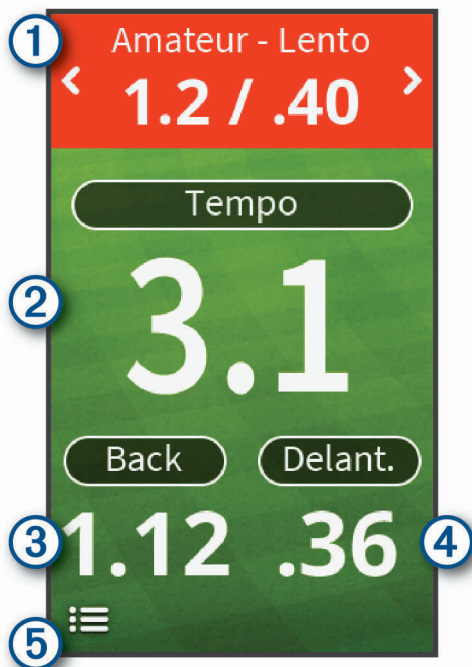 1
Amateur - Lento
1.2 / .40
Tempo
2
3.1
Back Delant.
3 1.12 .36 4
5